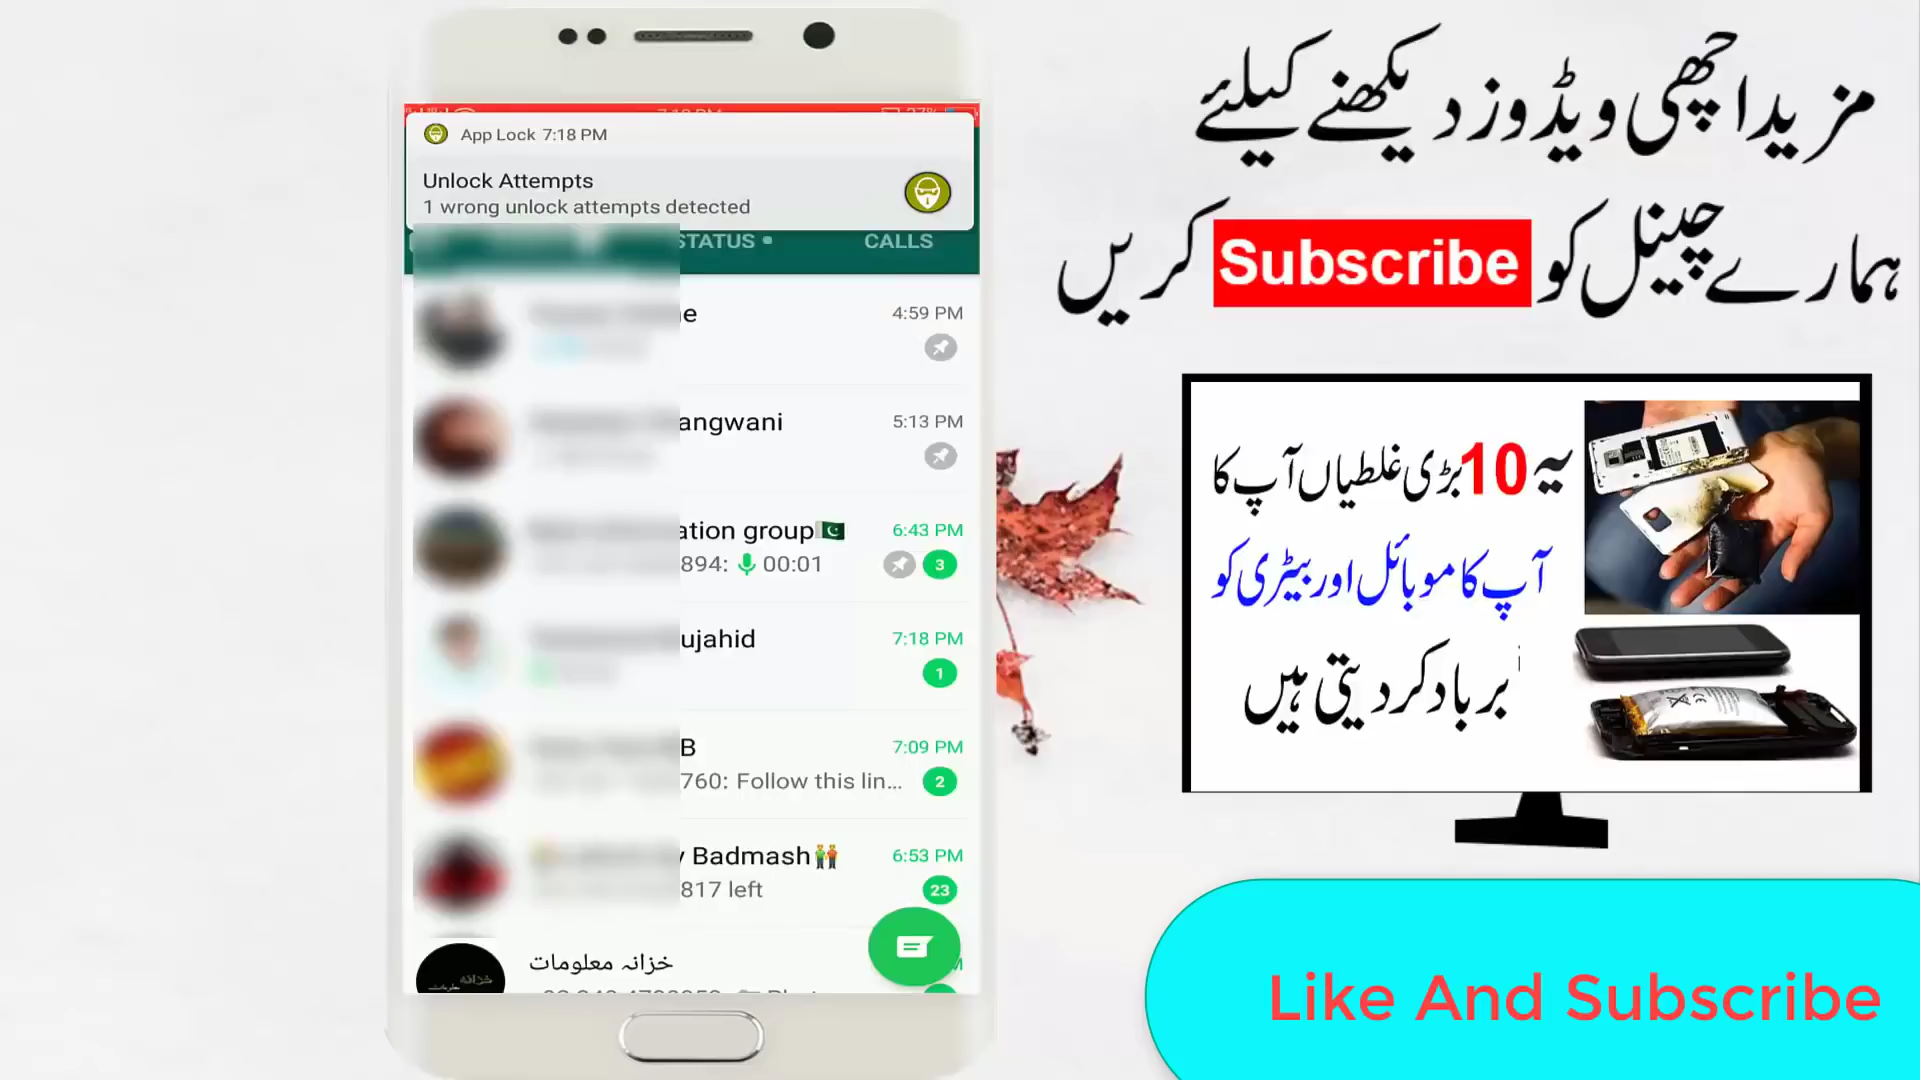 App Lock 7:18 PM
Unlock Attempts
1 wrong unlock attempts detected
STATUS
CALLS
4:59 PM
angwani
5:13 PM
ation group🇵🇰
6:43 PM
894: 00:01
3
ujahid
7:18 PM
1
B
7:09 PM
760: Follow this lin...
2
Badmash👬
6:53 PM
817 left
23
خزانہ معلومات
مزید اچھی ویڈوز دیکھنے کیلئے
ہمارے چینل کو Subscribe کریں
یہ 10 بڑی غلطیاں آپ کا
آپ کا موبائل اور بیٹری کو
برباد کر دیتی ہیں
Like And Subscribe